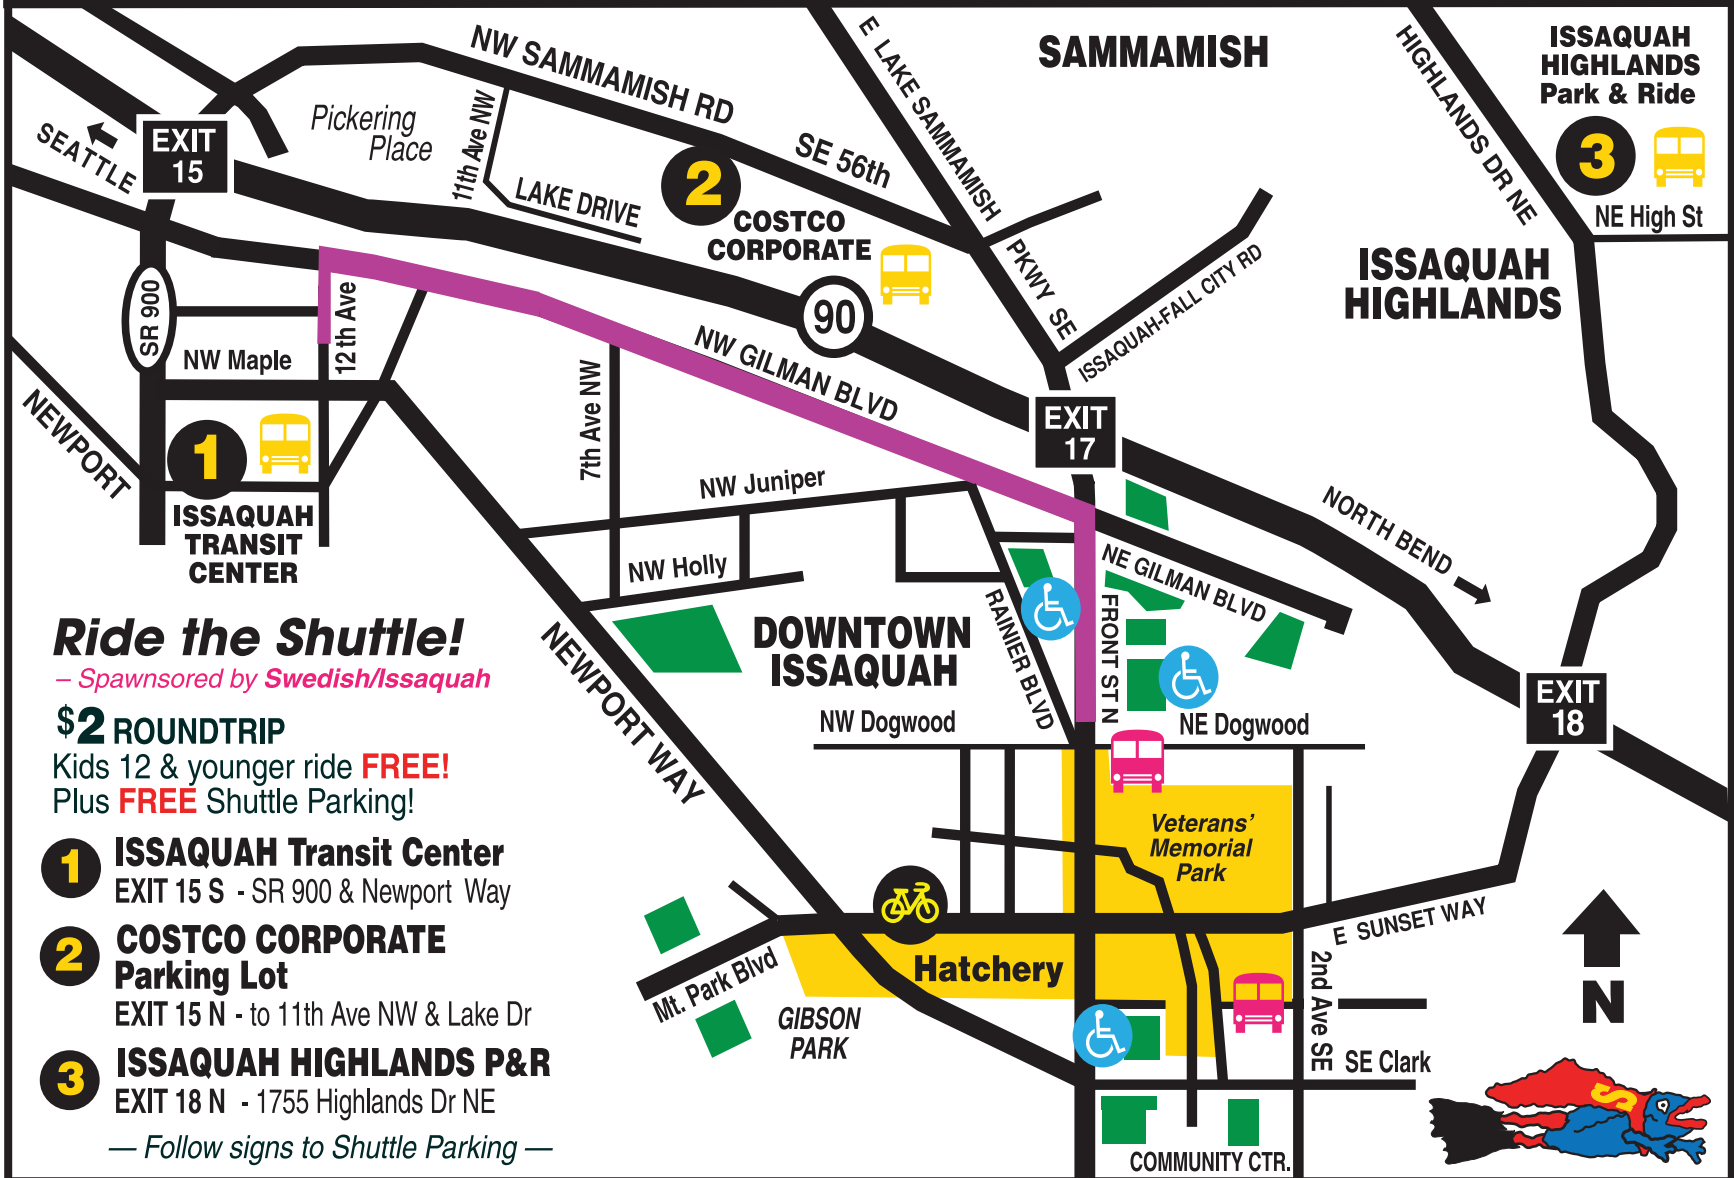 NW SAMMAMISH RD
E LAKE SAMMAMISH
PKWY SE
SAMMAMISH
HIGHLANDS DR NE
ISSAQUAH
HIGHLANDS
Park & Ride
3
NE High St
SEATTLE
EXIT
15
Pickering
Place
11th Ave NW
LAKE DRIVE
2
SE 56th
COSTCO
CORPORATE
ISSAQUAH-FALL CITY RD
ISSAQUAH
HIGHLANDS
SR 900
12th Ave
90
NW GILMAN BLVD
NW Maple
NEWPORT
1
ISSAQUAH
TRANSIT
CENTER
7th Ave NW
EXIT
17
NW Juniper
NW Holly
NORTH BEND
NE GILMAN BLVD
RAINIER BLVD
FRONT ST N
DOWNTOWN
ISSAQUAH
NEWPORT WAY
NW Dogwood
NE Dogwood
EXIT
18
Ride the Shuttle!
– Spawnsored by Swedish/Issaquah
$2 ROUNDTRIP
Kids 12 & younger ride FREE!
Plus FREE Shuttle Parking!
1 ISSAQUAH Transit Center
EXIT 15 S - SR 900 & Newport Way
2 COSTCO CORPORATE
Parking Lot
EXIT 15 N - to 11th Ave NW & Lake Dr
3 ISSAQUAH HIGHLANDS P&R
EXIT 18 N - 1755 Highlands Dr NE
— Follow signs to Shuttle Parking —
Veterans'
Memorial
Park
E SUNSET WAY
Mt. Park Blvd
Hatchery
GIBSON
PARK
2nd Ave SE
SE Clark
COMMUNITY CTR.
N
S